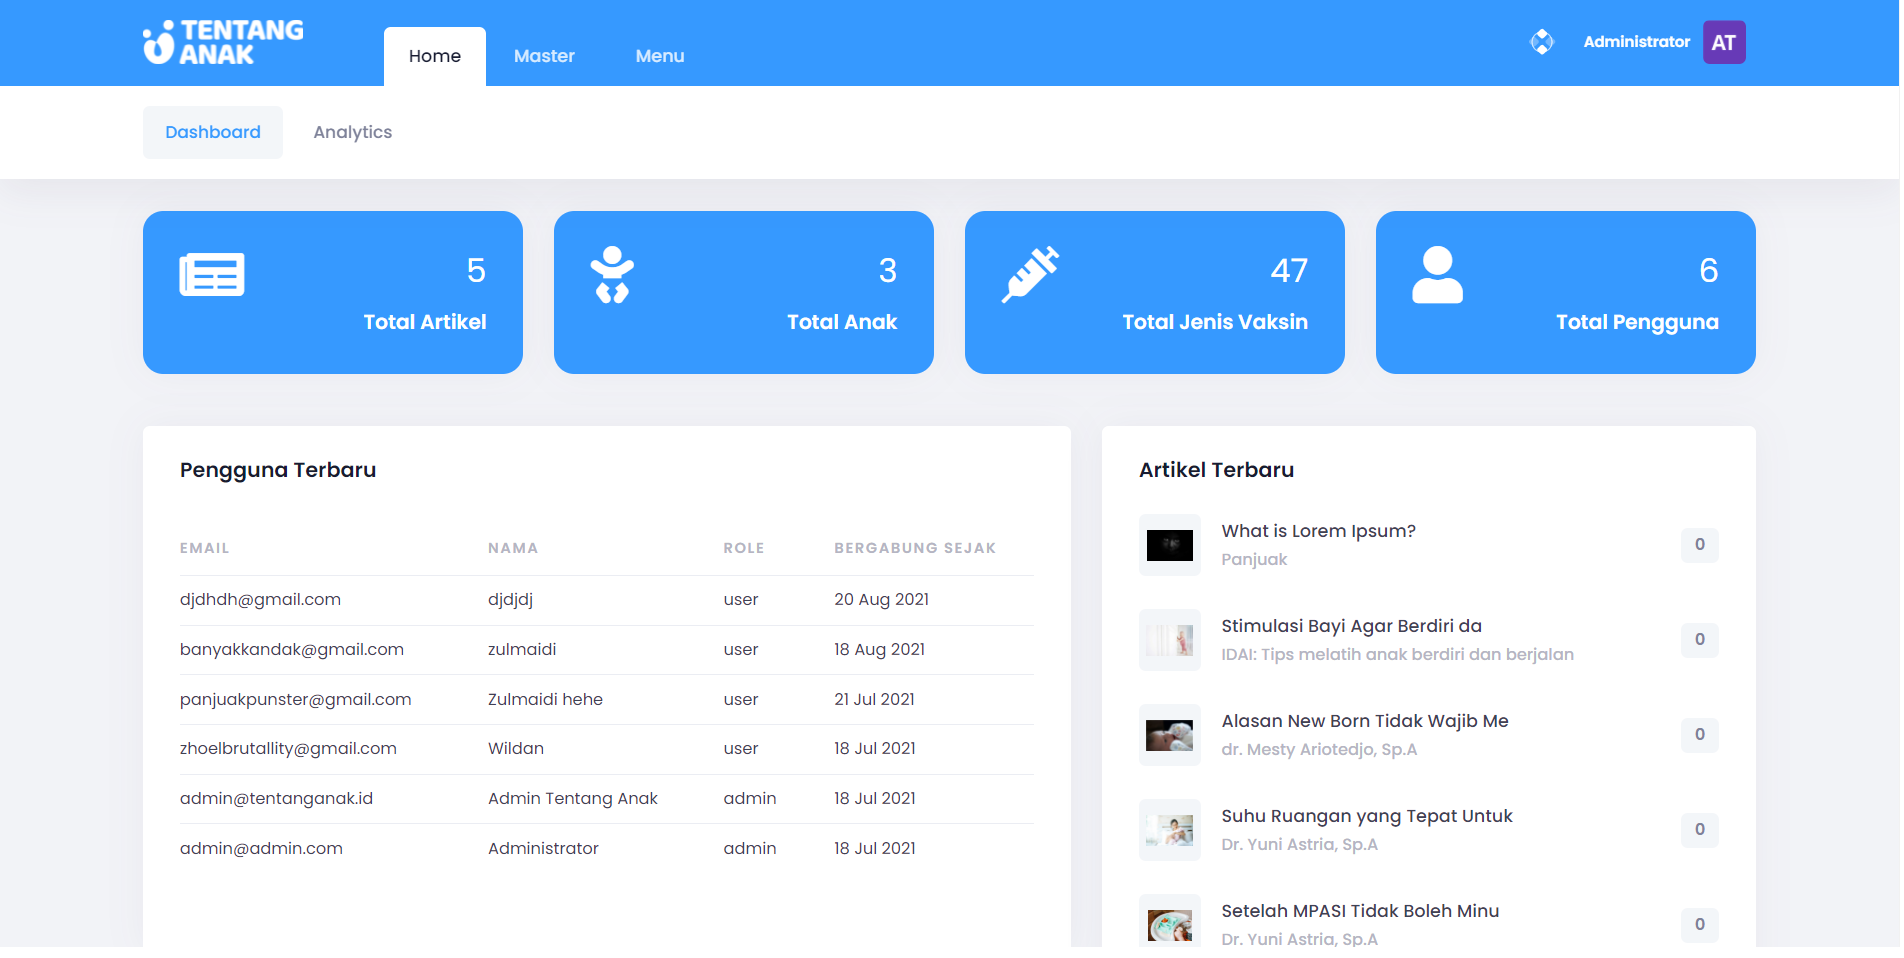 TENTANG
ANAK
Home
Master
Menu
Administrator
AT
Dashboard
Analytics
5
Total Artikel
3
Total Anak
47
Total Jenis Vaksin
6
Total Pengguna
Pengguna Terbaru
EMAIL NAMA ROLE BERGABUNG SEJAK
djdhdh@gmail.com djdjdj user 20 Aug 2021
banyakkandak@gmail.com zulmaidi user 18 Aug 2021
panjuakpunster@gmail.com Zulmaidi hehe user 21 Jul 2021
zhoelbrutallity@gmail.com Wildan user 18 Jul 2021
admin@tentanganak.id Admin Tentang Anak admin 18 Jul 2021
admin@admin.com Administrator admin 18 Jul 2021
Artikel Terbaru
What is Lorem Ipsum?
Panjuak
0
Stimulasi Bayi Agar Berdiri da
IDAI: Tips melatih anak berdiri dan berjalan
0
Alasan New Born Tidak Wajib Me
dr. Mesty Ariotedjo, Sp.A
0
Suhu Ruangan yang Tepat Untuk
Dr. Yuni Astria, Sp.A
0
Setelah MPASI Tidak Boleh Minu
Dr. Yuni Astria, Sp.A
0